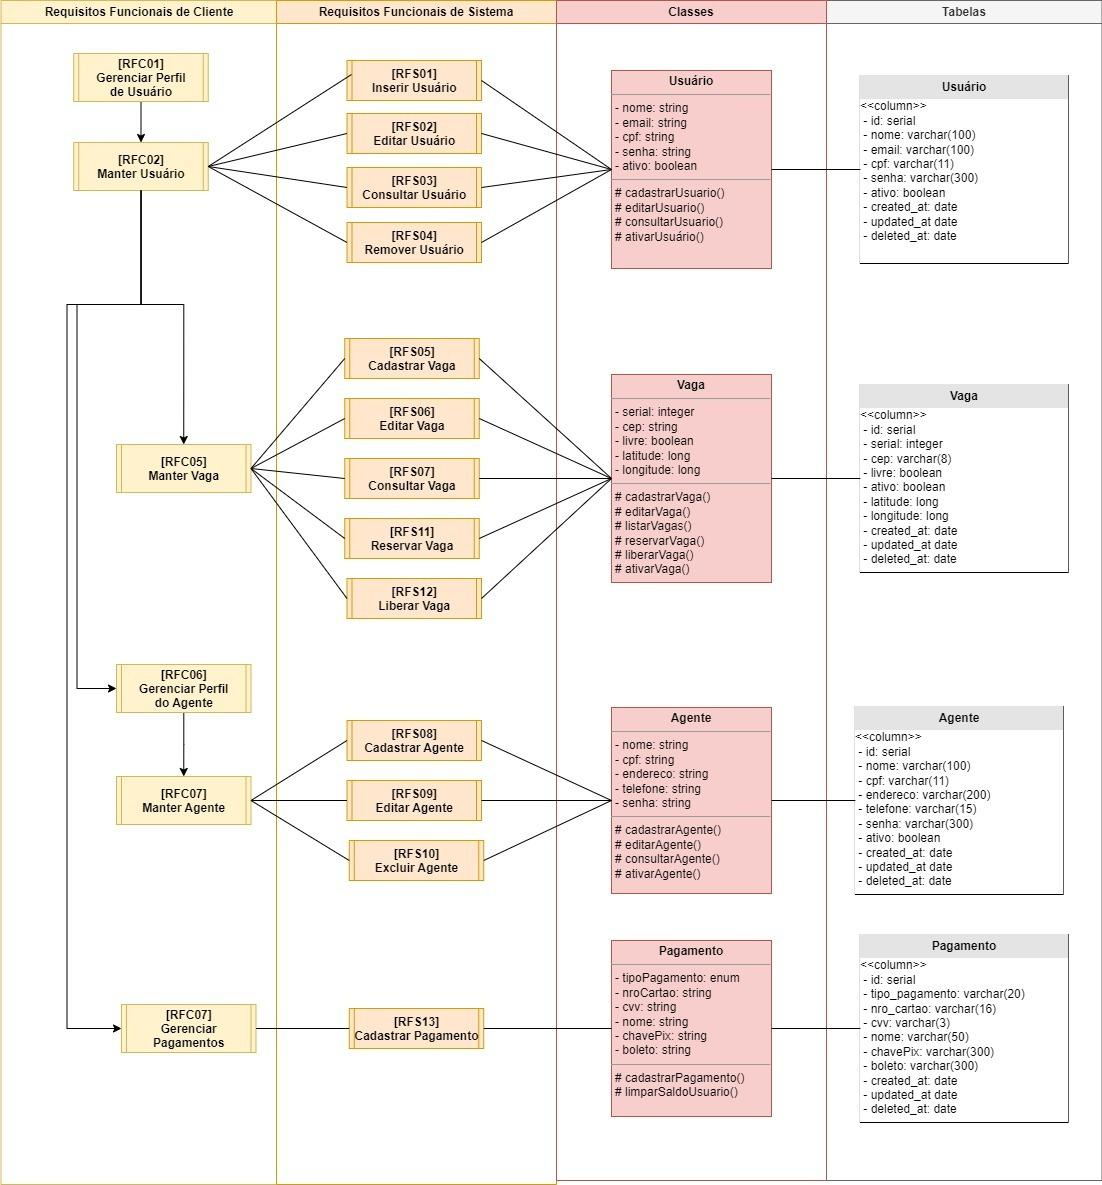 Requisitos Funcionais de Cliente
Requisitos Funcionais de Sistema
Classes
Tabelas
[RFC01]
Gerenciar Perfil
de Usuário
[RFC02]
Manter Usuário
[RFS01]
Inserir Usuário
[RFS02]
Editar Usuário
[RFS03]
Consultar Usuário
[RFS04]
Remover Usuário
Usuário
- nome: string
- email: string
- cpf: string
- senha: string
- ativo: boolean
# cadastrarUsuario()
# editarUsuario()
# consultarUsuario()
# ativarUsuário()
Usuário
<<column>>
- id: serial
- nome: varchar(100)
- email: varchar(100)
- cpf: varchar(11)
- senha: varchar(300)
- ativo: boolean
- created_at: date
- updated_at date
- deleted_at: date
[RFC05]
Manter Vaga
[RFS05]
Cadastrar Vaga
[RFS06]
Editar Vaga
[RFS07]
Consultar Vaga
[RFS11]
Reservar Vaga
[RFS12]
Liberar Vaga
Vaga
- serial: integer
- cep: string
- livre: boolean
- latitude: long
- longitude: long
# cadastrarVaga()
# editarVaga()
# listarVagas()
# reservarVaga()
# liberarVaga()
# ativarVaga()
Vaga
<<column>>
- id: serial
- serial: integer
- cep: varchar(8)
- livre: boolean
- ativo: boolean
- latitude: long
- longitude: long
- created_at: date
- updated_at date
- deleted_at: date
[RFC06]
Gerenciar Perfil
do Agente
[RFC07]
Manter Agente
[RFS08]
Cadastrar Agente
[RFS09]
Editar Agente
[RFS10]
Excluir Agente
Agente
- nome: string
- cpf: string
- endereco: string
- telefone: string
- senha: string
# cadastrarAgente()
# editarAgente()
# consultarAgente()
# ativarAgente()
Agente
<<column>>
- id: serial
- nome: varchar(100)
- cpf: varchar(11)
- endereco: varchar(200)
- telefone: varchar(15)
- senha: varchar(300)
- ativo: boolean
- created_at: date
- updated_at date
- deleted_at: date
[RFC07]
Gerenciar
Pagamentos
[RFS13]
Cadastrar Pagamento
Pagamento
- tipoPagamento: enum
- nroCartao: string
- cvv: string
- nome: string
- chavePix: string
- boleto: string
# cadastrarPagamento()
# limparSaldoUsuario()
Pagamento
<<column>>
- id: serial
- tipo_pagamento: varchar(20)
- nro_cartao: varchar(16)
- cvv: varchar(3)
- nome: varchar(50)
- chavePix: varchar(300)
- boleto: varchar(300)
- created_at: date
- updated_at: date
- deleted_at: date